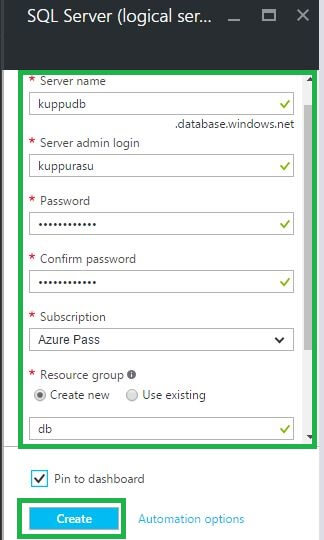 SQL Server (logical ser...
* Server name
kuppudb
.database.windows.net
* Server admin login
kuppurasu
* Password
••••••••••••
* Confirm password
••••••••••••
* Subscription
Azure Pass
* Resource group
Create new Use existing
db
Pin to dashboard
Create Automation options